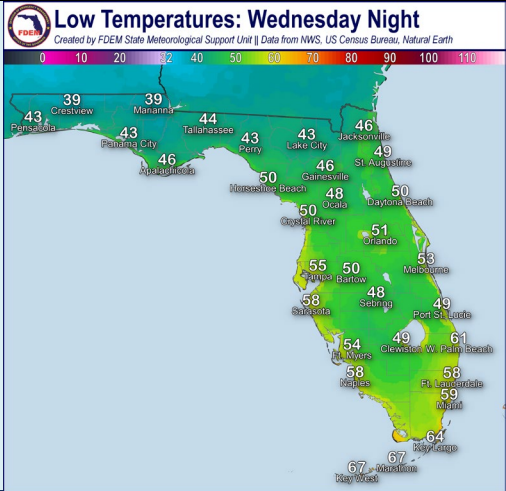 FDEM
Low Temperatures: Wednesday Night
Created by FDEM State Meteorological Support Unit || Data from NWS, US Census Bureau, Natural Earth
0 10 20 32 40 50 60 70 80 90 100 110
39
Crestview
39
Marianna
43
Pensacola
44
Tallahassee
43
Panama City
43
Perry
43
Lake City
46
Jacksonville
49
St. Augustine
46
Apalachicola
46
Gainesville
50
Horseshoe Beach
48
Ocala
50
Daytona Beach
50
Crystal River
51
Orlando
53
Melbourne
55
Tampa
50
Bartow
48
Sebring
58
Sarasota
49
Port St. Lucie
54
Ft. Myers
49
Clewiston
61
W. Palm Beach
58
Naples
58
Ft. Lauderdale
59
Miami
64
Key Largo
67
Marathon
67
Key West